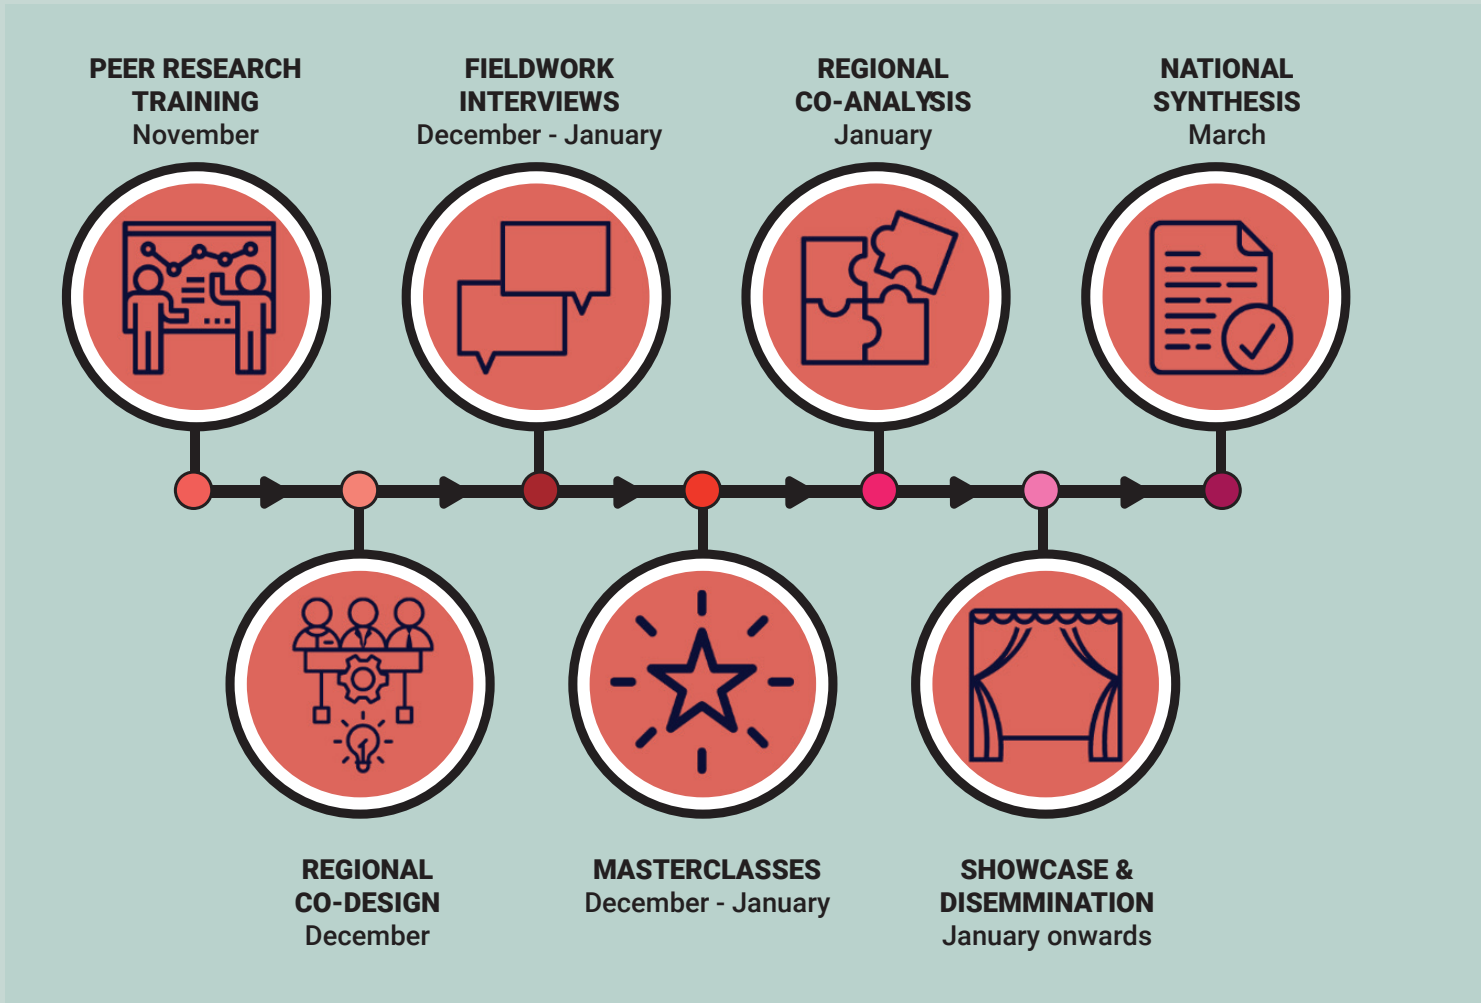 PEER RESEARCH
TRAINING
November
FIELDWORK
INTERVIEWS
December - January
REGIONAL
CO-ANALYSIS
January
NATIONAL
SYNTHESIS
March
REGIONAL
CO-DESIGN
December
MASTERCLASSES
December - January
SHOWCASE &
DISEMMINATION
January onwards